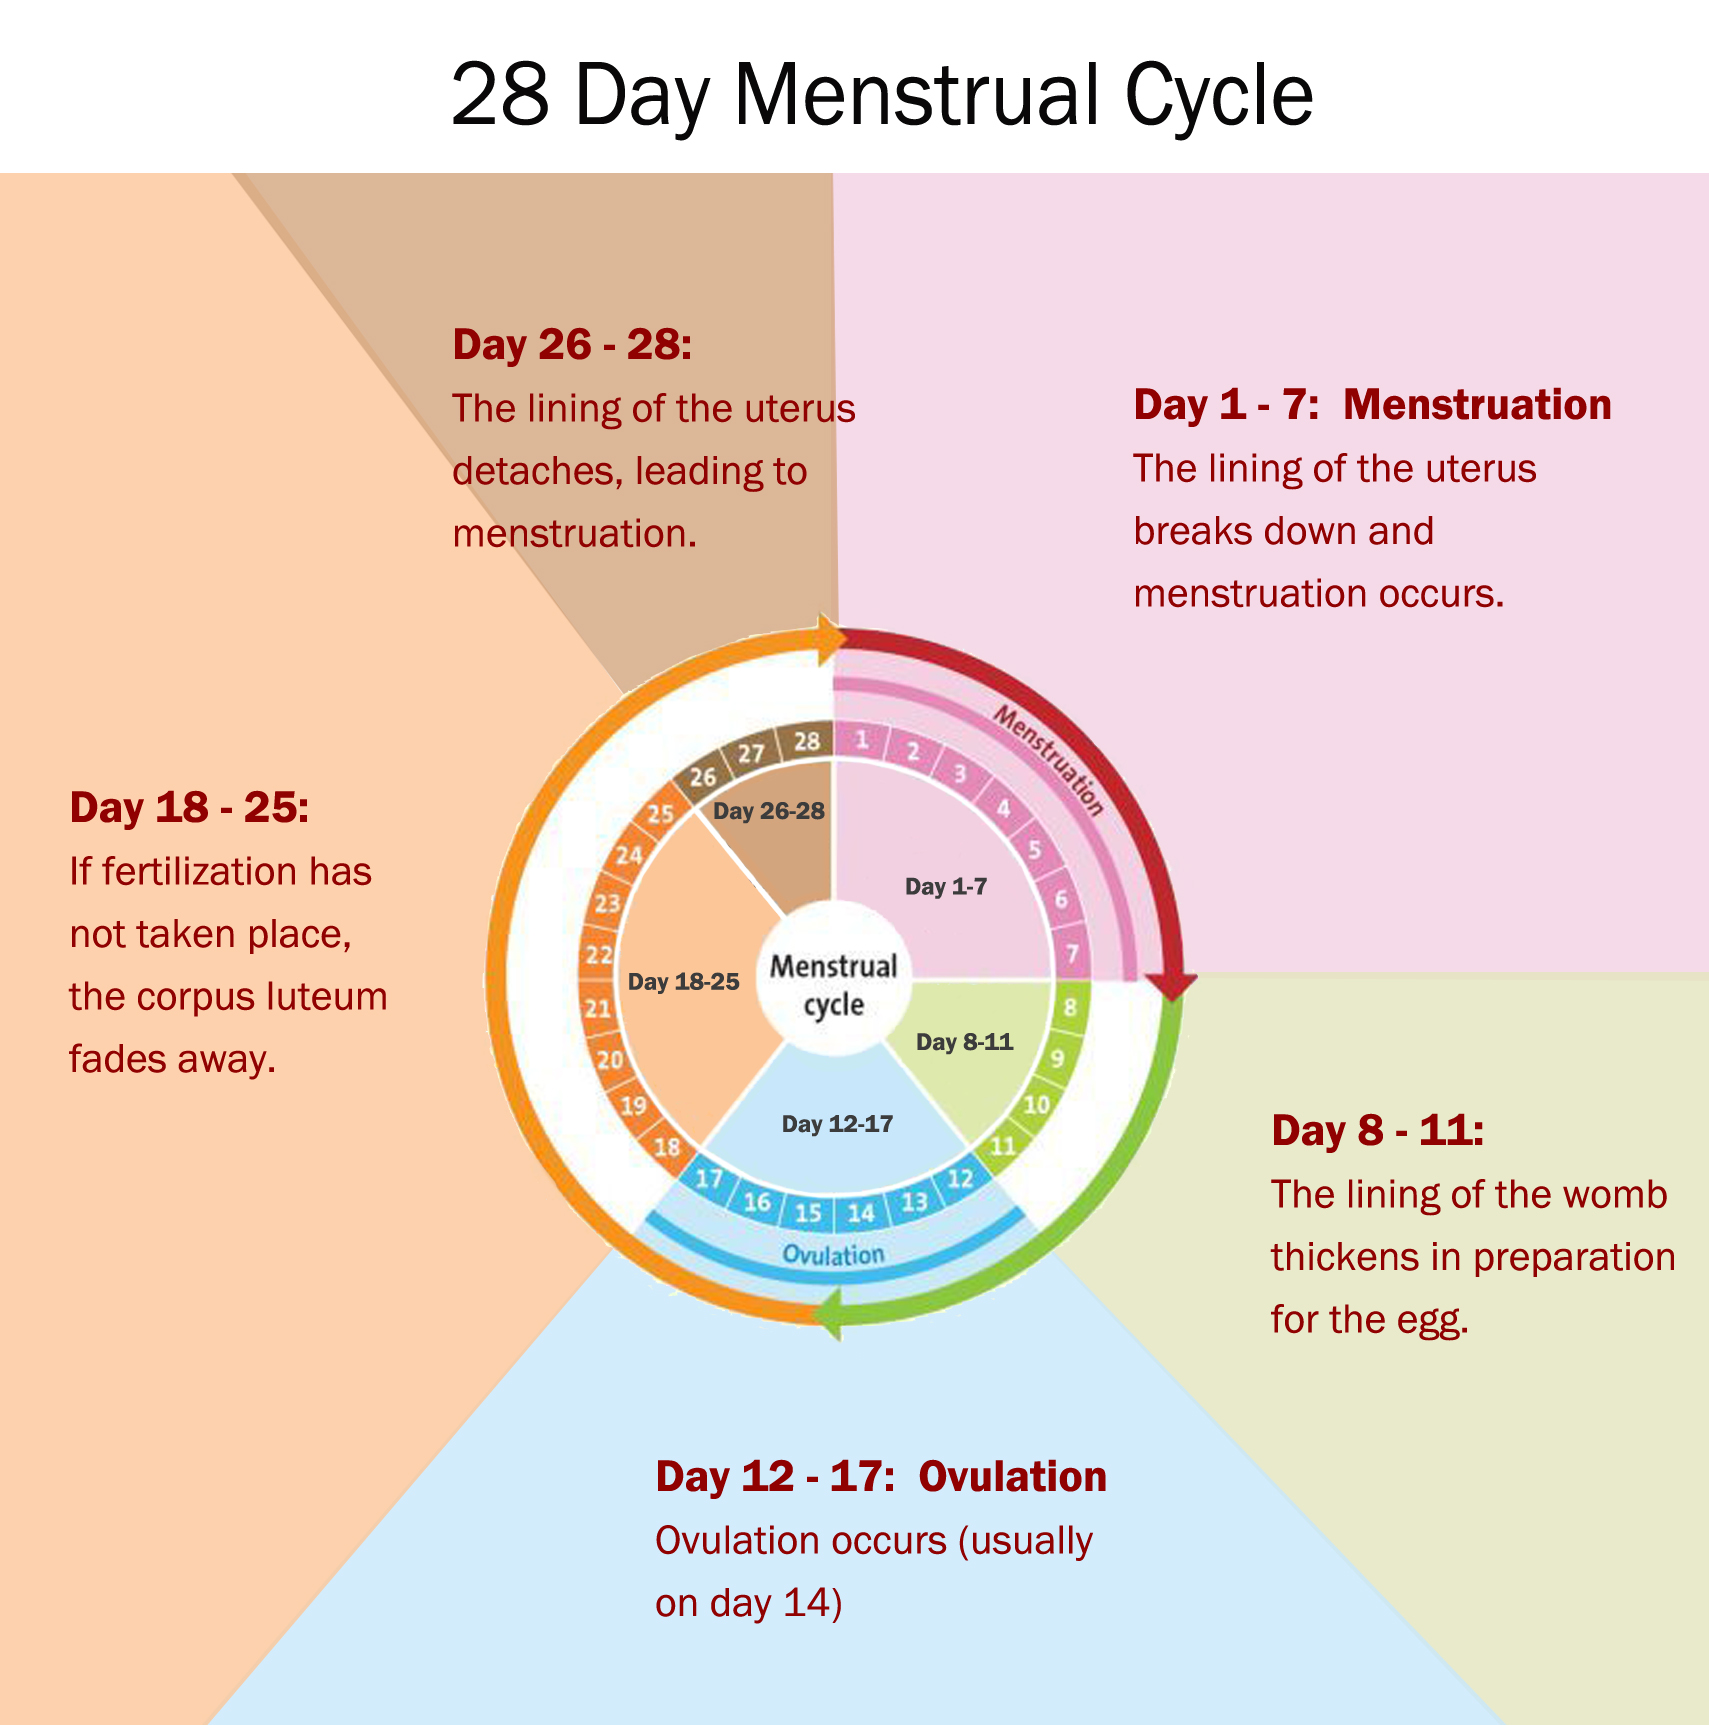 28 Day Menstrual Cycle
Day 26 - 28:
The lining of the uterus
detaches, leading to
menstruation.
Day 1 - 7: Menstruation
The lining of the uterus
breaks down and
menstruation occurs.
Day 18 - 25:
If fertilization has
not taken place,
the corpus luteum
fades away.
Day 8 - 11:
The lining of the womb
thickens in preparation
for the egg.
Day 12 - 17: Ovulation
Ovulation occurs (usually
on day 14)
Menstruation
Ovulation
1
2
3
4
5
6
7
8
9
10
11
12
13
14
15
16
17
18
19
20
21
22
23
24
25
26
27
28
Day 26-28
Day 1-7
Day 18-25
Day 8-11
Day 12-17
Menstrual
cycle